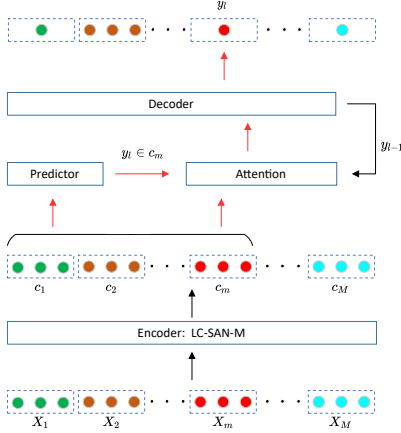 y_l
· · · · · ·
Decoder
y_l ∈ c_m
y_{l−1}
Predictor
Attention
· · · · · ·
c_1 c_2 c_m c_M
Encoder: LC-SAN-M
· · · · · ·
X_1 X_2 X_m X_M